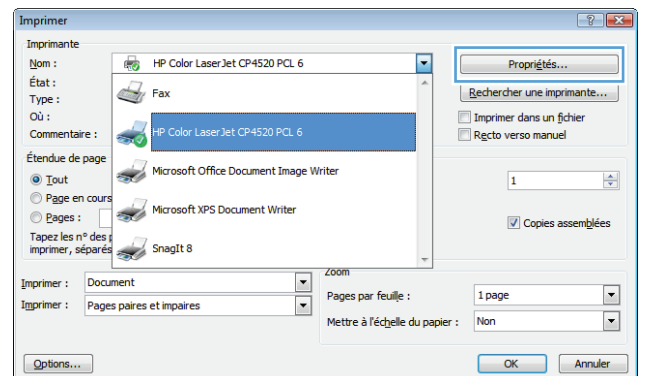 Imprimer
Imprimante
Nom : HP Color LaserJet CP4520 PCL 6 Propriétés...
État :
Fax
Type : Rechercher une imprimante...
Où : Imprimer dans un fichier
Commentaire : HP Color LaserJet CP4520 PCL 6 Recto verso manuel
Étendue de page
Microsoft Office Document Image Writer
Tout 1
Page en cours
Microsoft XPS Document Writer
Pages : Copies assemblées
Tapez les n° des
imprimer, séparés
SnagIt 8
Zoom
Imprimer : Document
Pages par feuille : 1 page
Imprimer : Pages paires et impaires
Mettre à l'échelle du papier : Non
Options... OK Annuler